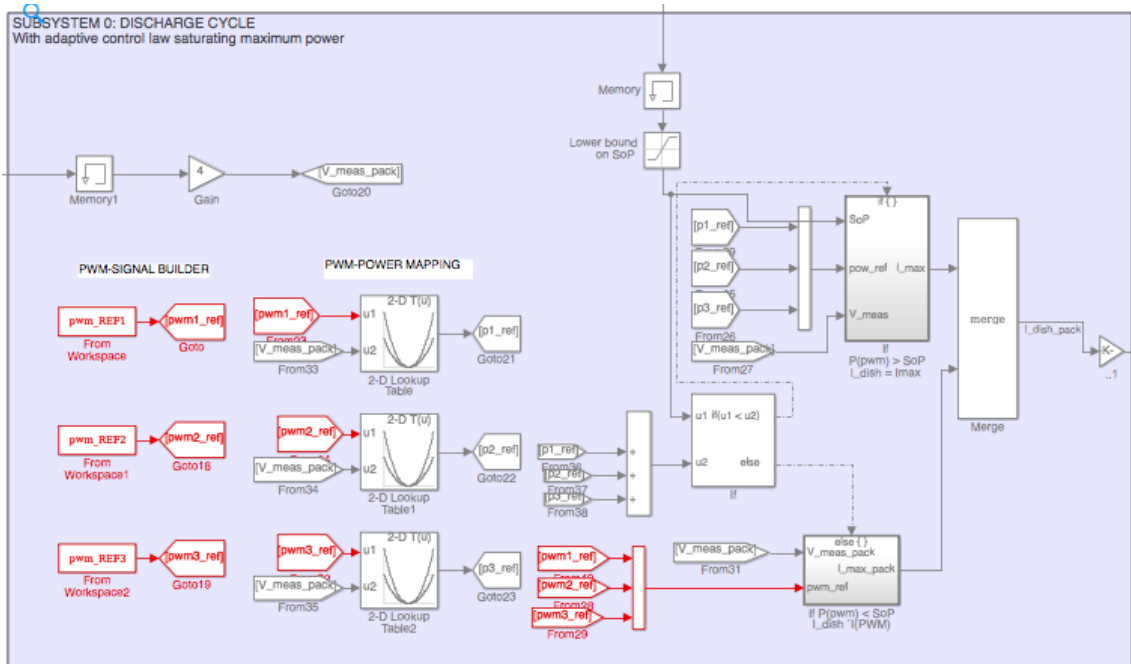 SUBSYSTEM 0: DISCHARGE CYCLE
With adaptive control law saturating maximum power
Memory
Lower bound
on SoP
Memory1
4
Gain
[V_meas_pack]
Goto20
PWM-SIGNAL BUILDER
PWM-POWER MAPPING
pwm_REF1
From
Workspace
[pwm1_ref]
Goto
[pwm1_ref]
[V_meas_pack]
From33
2-D T(u)
u1
u2
2-D Lookup
Table
[p1_ref]
Goto21
pwm_REF2
From
Workspace1
[pwm2_ref]
Goto18
[pwm2_ref]
[V_meas_pack]
From34
2-D T(u)
u1
u2
2-D Lookup
Table1
[p2_ref]
Goto22
pwm_REF3
From
Workspace2
[pwm3_ref]
Goto19
[pwm3_ref]
[V_meas_pack]
From35
2-D T(u)
u1
u2
2-D Lookup
Table2
[p3_ref]
Goto23
[p1_ref]
[p2_ref]
[p3_ref]
From26
[V_meas_pack]
From27
if { }
SoP
pow_ref
I_max
V_meas
If
P(pwm) > SoP
I_dish = Imax
merge
Merge
I_dish_pack
K-
..1
[p1_ref]
From36
[p2_ref]
From37
[p3_ref]
From38
+
+
+
u1
if(u1 < u2)
u2
else
If
[pwm1_ref]
[pwm2_ref]
From28
[pwm3_ref]
From29
[V_meas_pack]
From31
else { }
V_meas_pack
I_max_pack
pwm_ref
If P(pwm) < SoP
I_dish ˜I(PWM)